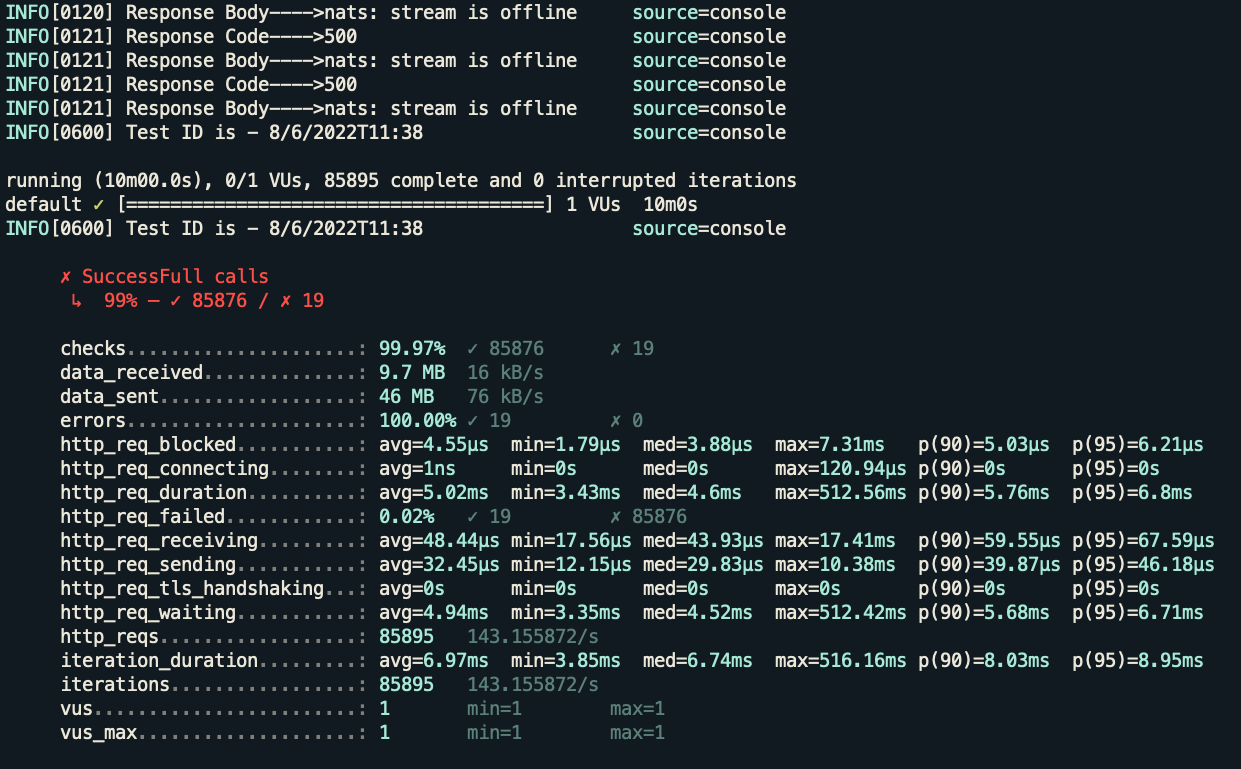 INFO[0120] Response Body---->nats: stream is offline     source=console
INFO[0121] Response Code---->500                         source=console
INFO[0121] Response Body---->nats: stream is offline     source=console
INFO[0121] Response Code---->500                         source=console
INFO[0121] Response Body---->nats: stream is offline     source=console
INFO[0600] Test ID is - 8/6/2022T11:38                   source=console
running (10m00.0s), 0/1 VUs, 85895 complete and 0 interrupted iterations
default ✓ [======================================] 1 VUs  10m0s
INFO[0600] Test ID is - 8/6/2022T11:38                   source=console
✗ SuccessFull calls
↳  99% — ✓ 85876 / ✗ 19
checks.....................: 99.97%  ✓ 85876      ✗ 19
data_received..............: 9.7 MB  16 kB/s
data_sent..................: 46 MB   76 kB/s
errors.....................: 100.00% ✓ 19         ✗ 0
http_req_blocked...........: avg=4.55µs  min=1.79µs  med=3.88µs  max=7.31ms   p(90)=5.03µs  p(95)=6.21µs
http_req_connecting........: avg=1ns     min=0s      med=0s      max=120.94µs p(90)=0s      p(95)=0s
http_req_duration..........: avg=5.02ms  min=3.43ms  med=4.6ms   max=512.56ms p(90)=5.76ms  p(95)=6.8ms
http_req_failed............: 0.02%   ✓ 19         ✗ 85876
http_req_receiving.........: avg=48.44µs min=17.56µs med=43.93µs max=17.41ms  p(90)=59.55µs p(95)=67.59µs
http_req_sending...........: avg=32.45µs min=12.15µs med=29.83µs max=10.38ms  p(90)=39.87µs p(95)=46.18µs
http_req_tls_handshaking...: avg=0s      min=0s      med=0s      max=0s       p(90)=0s      p(95)=0s
http_req_waiting...........: avg=4.94ms  min=3.35ms  med=4.52ms  max=512.42ms p(90)=5.68ms  p(95)=6.71ms
http_reqs..................: 85895   143.155872/s
iteration_duration.........: avg=6.97ms  min=3.85ms  med=6.74ms  max=516.16ms p(90)=8.03ms  p(95)=8.95ms
iterations.................: 85895   143.155872/s
vus........................: 1       min=1        max=1
vus_max....................: 1       min=1        max=1